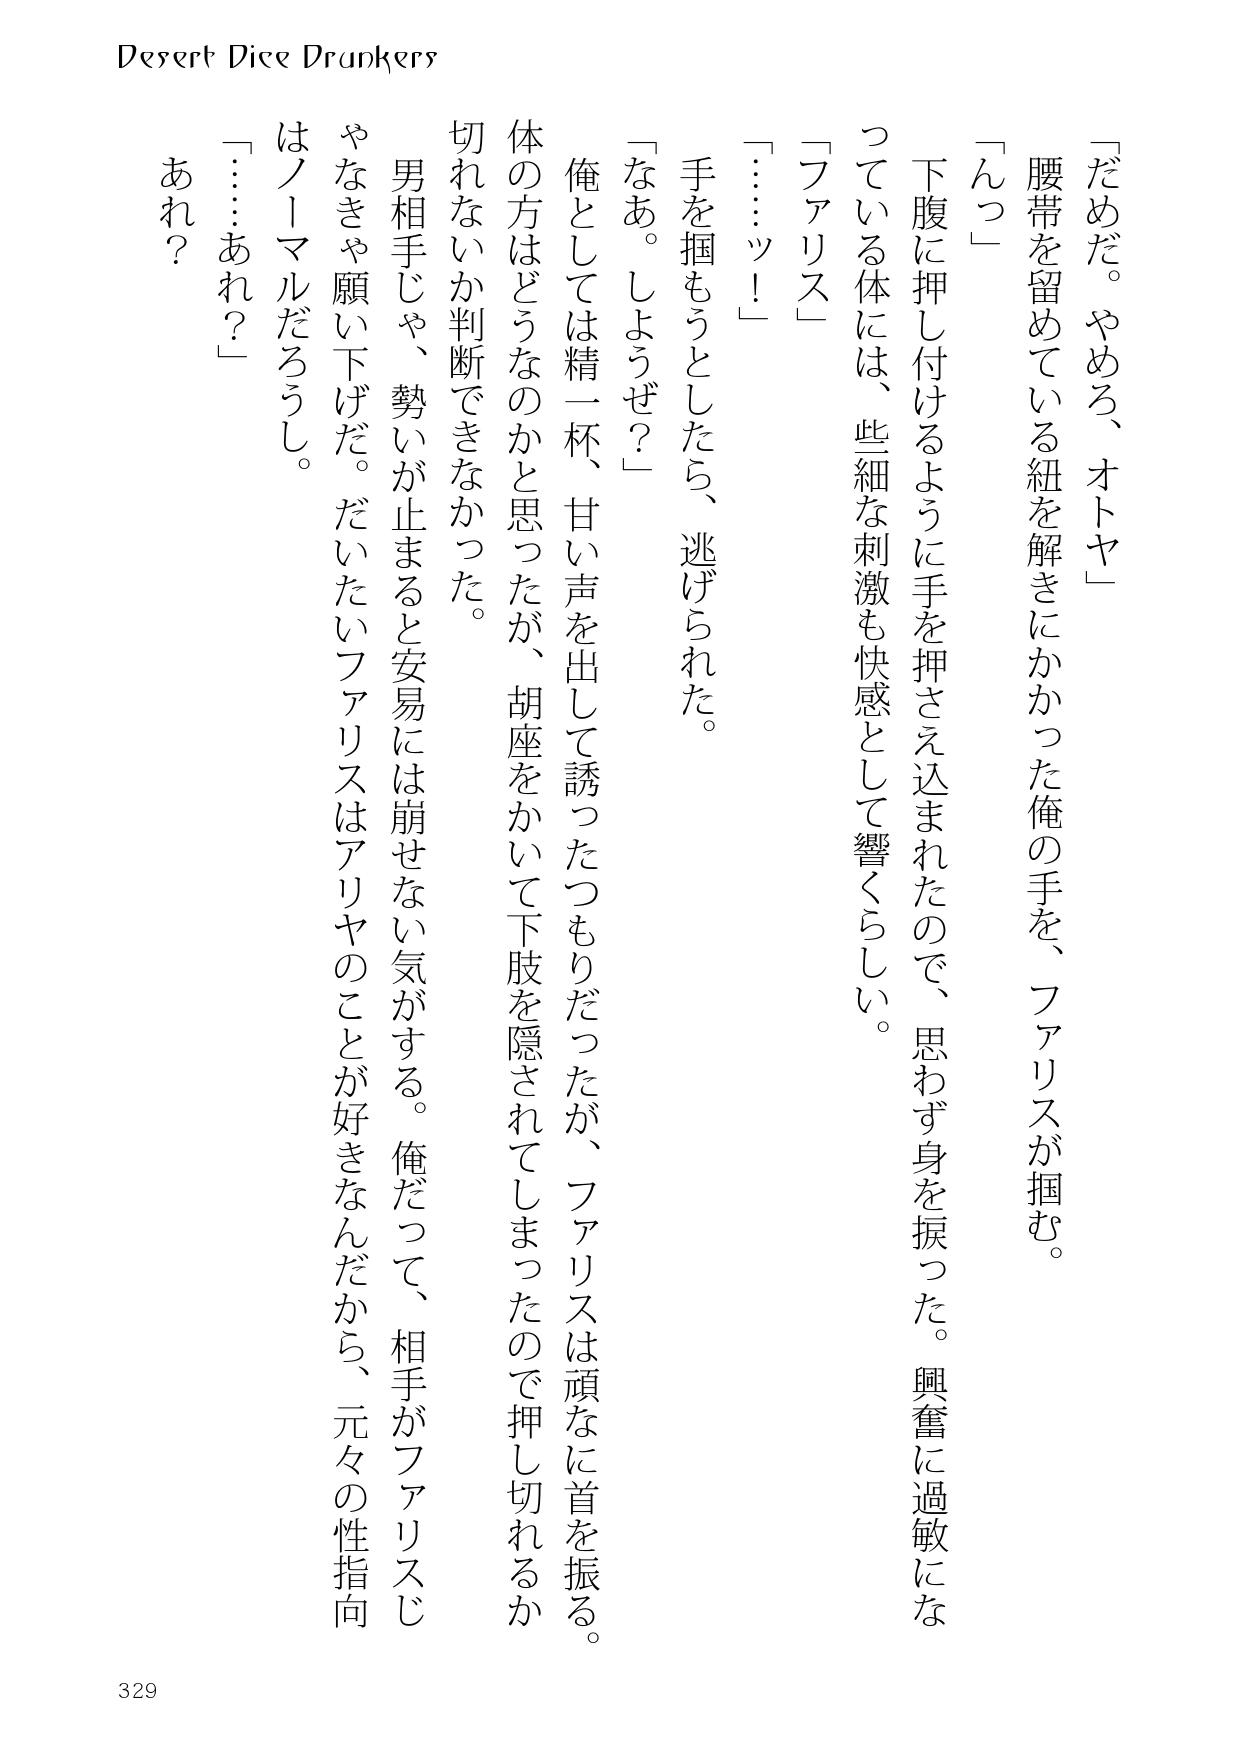 Desert Dice Drunkers
「だめだ。やめろ、オトヤ」
腰帯を留めている紐を解きにかかった俺の手を、ファリスが掴む。
「んっ」
下腹に押し付けるように手を押さえ込まれたので、思わず身を捩った。興奮に過敏にな
っている体には、些細な刺激も快感として響くらしい。
「ファリス」
「……ッ！」
手を掴もうとしたら、逃げられた。
「なあ。しようぜ？」
俺としては精一杯、甘い声を出して誘ったつもりだったが、ファリスは頑なに首を振る。
体の方はどうなのかと思ったが、胡座をかいて下肢を隠されてしまったので押し切れるか
切れないか判断できなかった。
男相手じゃ、勢いが止まると安易には崩せない気がする。俺だって、相手がファリスじ
ゃなきゃ願い下げだ。だいたいファリスはアリヤのことが好きなんだから、元々の性指向
はノーマルだろうし。
「……あれ？」
あれ？
329